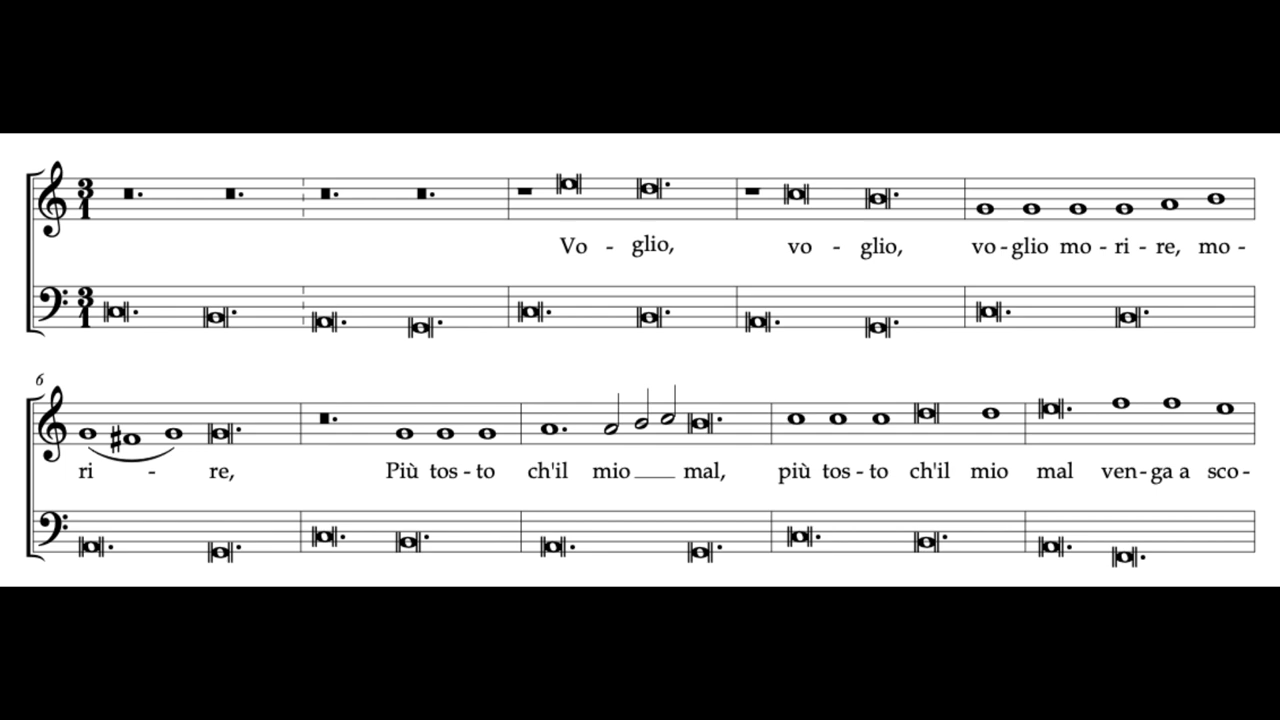 3
1
Vo - glio, vo - glio, vo - glio mo - ri - re, mo -
3
1
6
ri - re, Più tos - to ch'il mio mal, più tos - to ch'il mio mal ven - ga a sco -